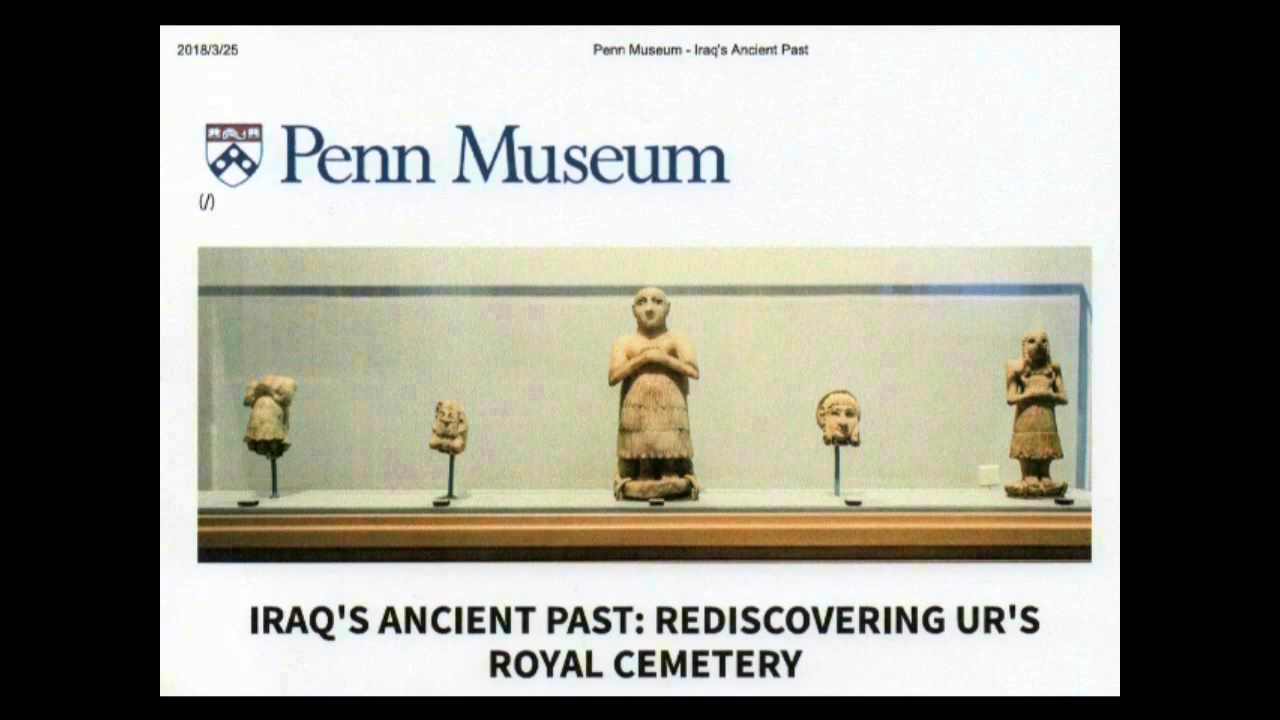 2018/3/25
Penn Museum - Iraq's Ancient Past
Penn Museum
(/)
IRAQ'S ANCIENT PAST: REDISCOVERING UR'S
ROYAL CEMETERY